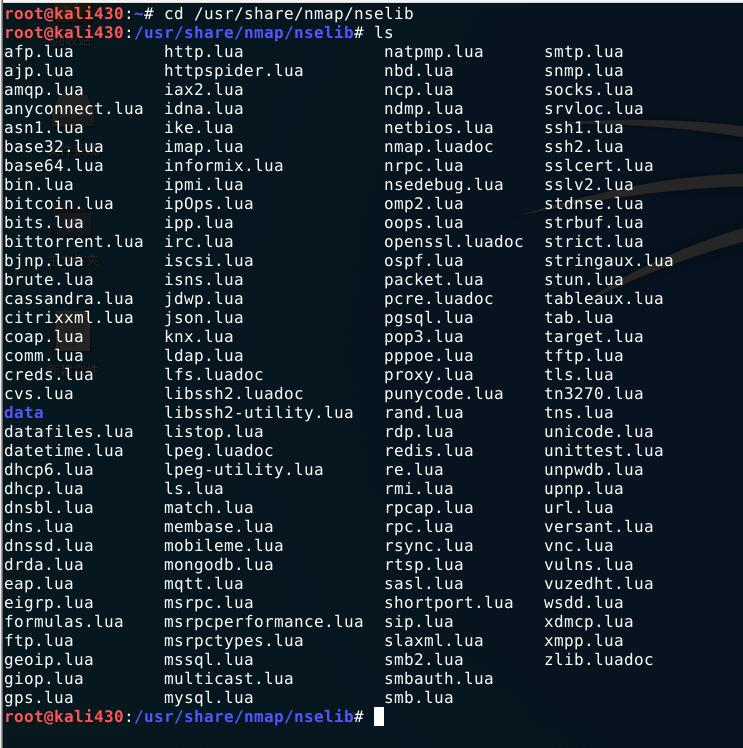 root@kali430:~# cd /usr/share/nmap/nselib
root@kali430:/usr/share/nmap/nselib# ls
afp.lua http.lua natpmp.lua smtp.lua
ajp.lua httpspider.lua nbd.lua snmp.lua
amqp.lua iax2.lua ncp.lua socks.lua
anyconnect.lua idna.lua ndmp.lua srvloc.lua
asn1.lua ike.lua netbios.lua ssh1.lua
base32.lua imap.lua nmap.luadoc ssh2.lua
base64.lua informix.lua nrpc.lua sslcert.lua
bin.lua ipmi.lua nsedebug.lua sslv2.lua
bitcoin.lua ipOps.lua omp2.lua stdnse.lua
bits.lua ipp.lua oops.lua strbuf.lua
bittorrent.lua irc.lua openssl.luadoc strict.lua
bjnp.lua iscsi.lua ospf.lua stringaux.lua
brute.lua isns.lua packet.lua stun.lua
cassandra.lua jdwp.lua pcre.luadoc tableaux.lua
citrixxml.lua json.lua pgsql.lua tab.lua
coap.lua knx.lua pop3.lua target.lua
comm.lua ldap.lua pppoe.lua tftp.lua
creds.lua lfs.luadoc proxy.lua tls.lua
cvs.lua libssh2.luadoc punycode.lua tn3270.lua
data libssh2-utility.lua rand.lua tns.lua
datafiles.lua listop.lua rdp.lua unicode.lua
datetime.lua lpeg.luadoc redis.lua unittest.lua
dhcp6.lua lpeg-utility.lua re.lua unpwdb.lua
dhcp.lua ls.lua rmi.lua upnp.lua
dnsbl.lua match.lua rpcap.lua url.lua
dns.lua membase.lua rpc.lua versant.lua
dnssd.lua mobileme.lua rsync.lua vnc.lua
drda.lua mongodb.lua rtsp.lua vulns.lua
eap.lua mqtt.lua sasl.lua vuzedht.lua
eigrp.lua msrpc.lua shortport.lua wsdd.lua
formulas.lua msrpcperformance.lua sip.lua xdmcp.lua
ftp.lua msrpctypes.lua slaxml.lua xmpp.lua
geoip.lua mssql.lua smb2.lua zlib.luadoc
giop.lua multicast.lua smbauth.lua
gps.lua mysql.lua smb.lua
root@kali430:/usr/share/nmap/nselib#